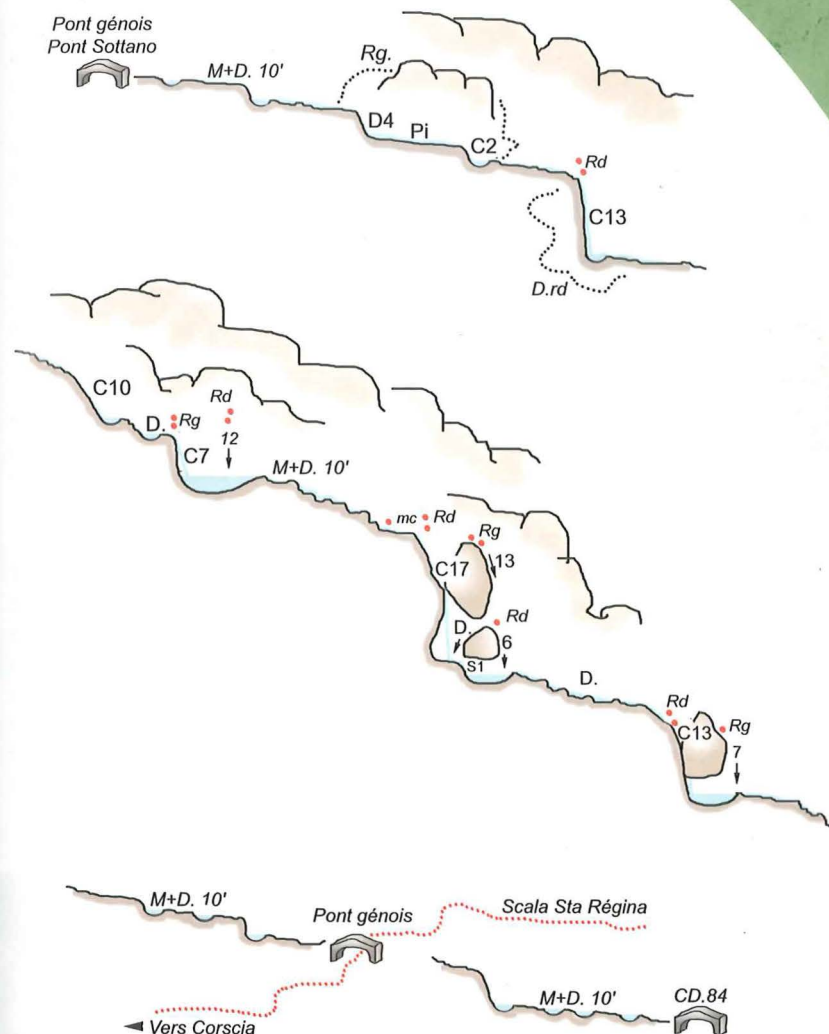 Pont génois
Pont Sottano
M+D. 10'
Rg.
D4
Pi
C2
Rd
C13
D.rd
C10
D.
Rg
Rd
12
C7
M+D. 10'
mc
Rd
Rg
C17
13
Rd
D.
6
S1
D.
Rd
C13
Rg
7
M+D. 10'
Pont génois
Scala Sta Régina
Vers Corscia
M+D. 10'
CD.84